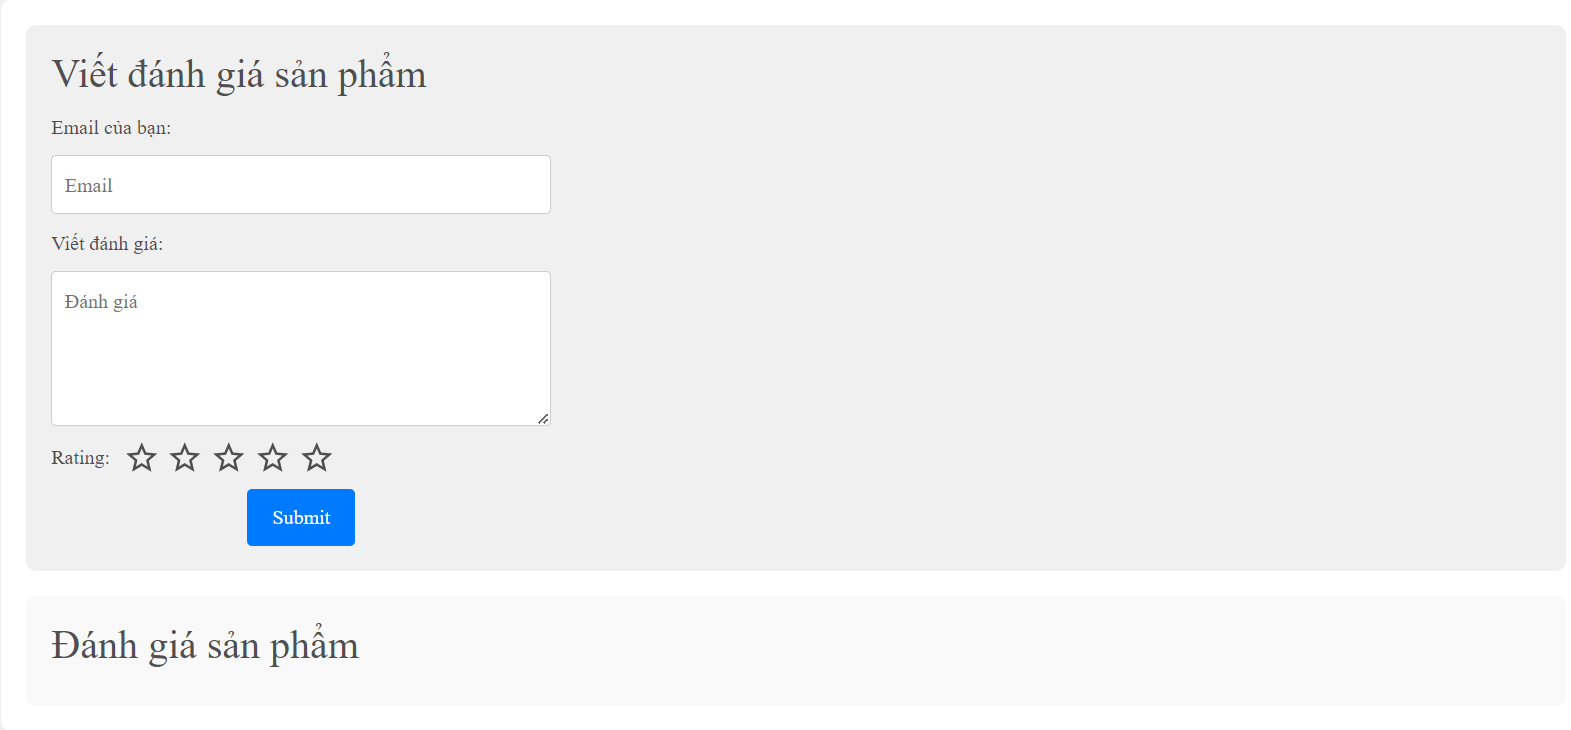 Viết đánh giá sản phẩm
Email của bạn:
Email
Viết đánh giá:
Đánh giá
Rating:
Submit
Đánh giá sản phẩm